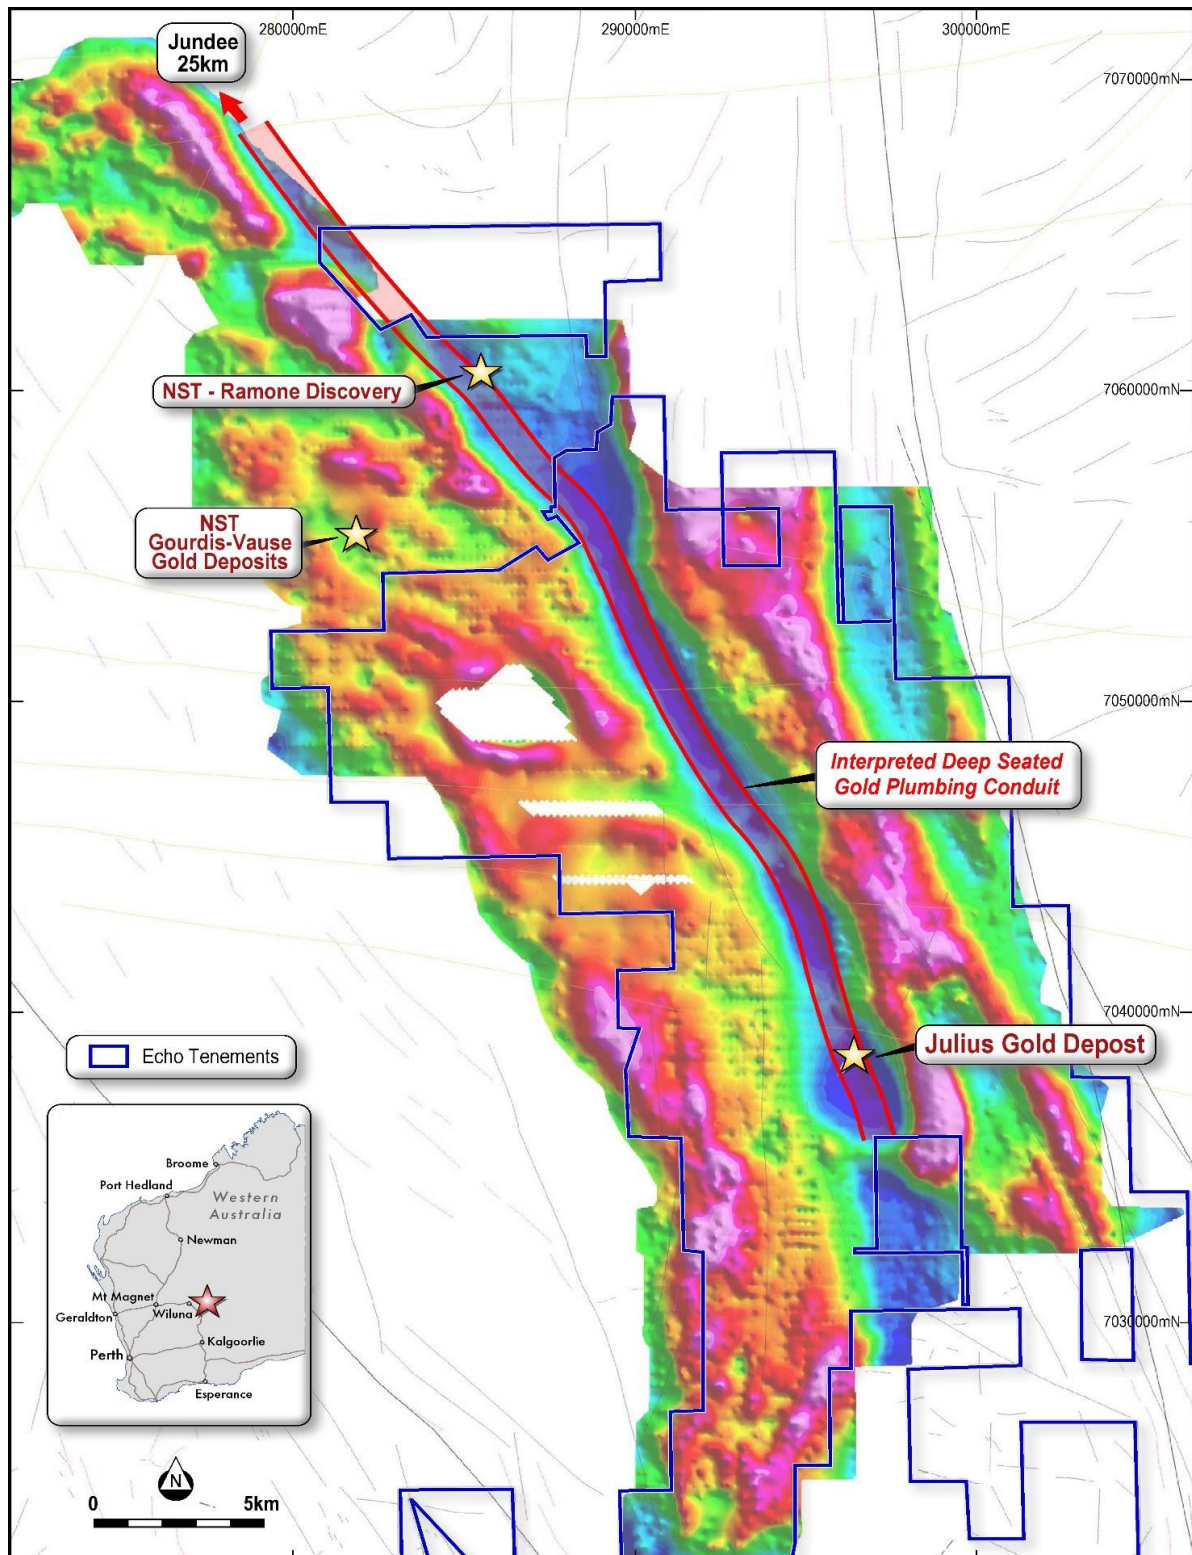 280000mE
290000mE
300000mE
Jundee
25km
7070000mN
NST - Ramone Discovery
7060000mN
NST
Gourdis-Vause
Gold Deposits
7050000mN
Interpreted Deep Seated
Gold Plumbing Conduit
7040000mN
Julius Gold Depost
Echo Tenements
Broome
Port Hedland
Western
Australia
Newman
Mt Magnet
Geraldton
Wiluna
Kalgoorlie
Perth
Esperance
7030000mN
N
0 5km